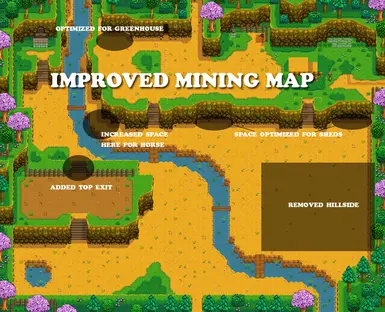 OPTIMIZED FOR GREENHOUSE
IMPROVED MINING MAP
INCREASED SPACE
HERE FOR HORSE
SPACE OPTIMIZED FOR SHEDS
ADDED TOP EXIT
REMOVED HILLSIDE